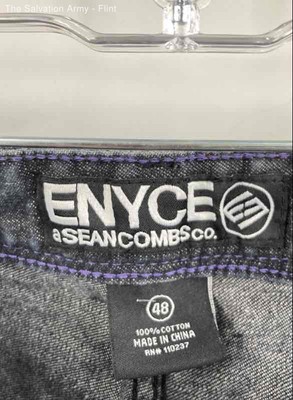 The Salvation Army - Flint
ENYCE
a SEAN COMBS CO.
48
100% COTTON
MADE IN CHINA
RN# 110237